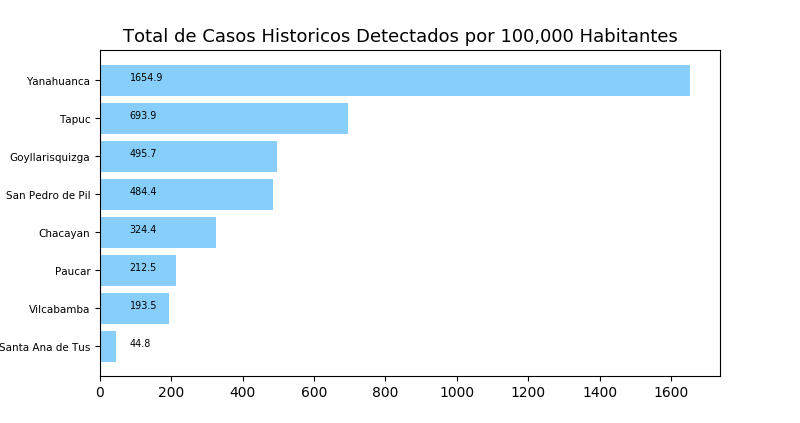 Total de Casos Historicos Detectados por 100,000 Habitantes
Yanahuanca 1654.9
Tapuc 693.9
Goyllarisquizga 495.7
San Pedro de Pil 484.4
Chacayan 324.4
Paucar 212.5
Vilcabamba 193.5
Santa Ana de Tus 44.8
0 200 400 600 800 1000 1200 1400 1600